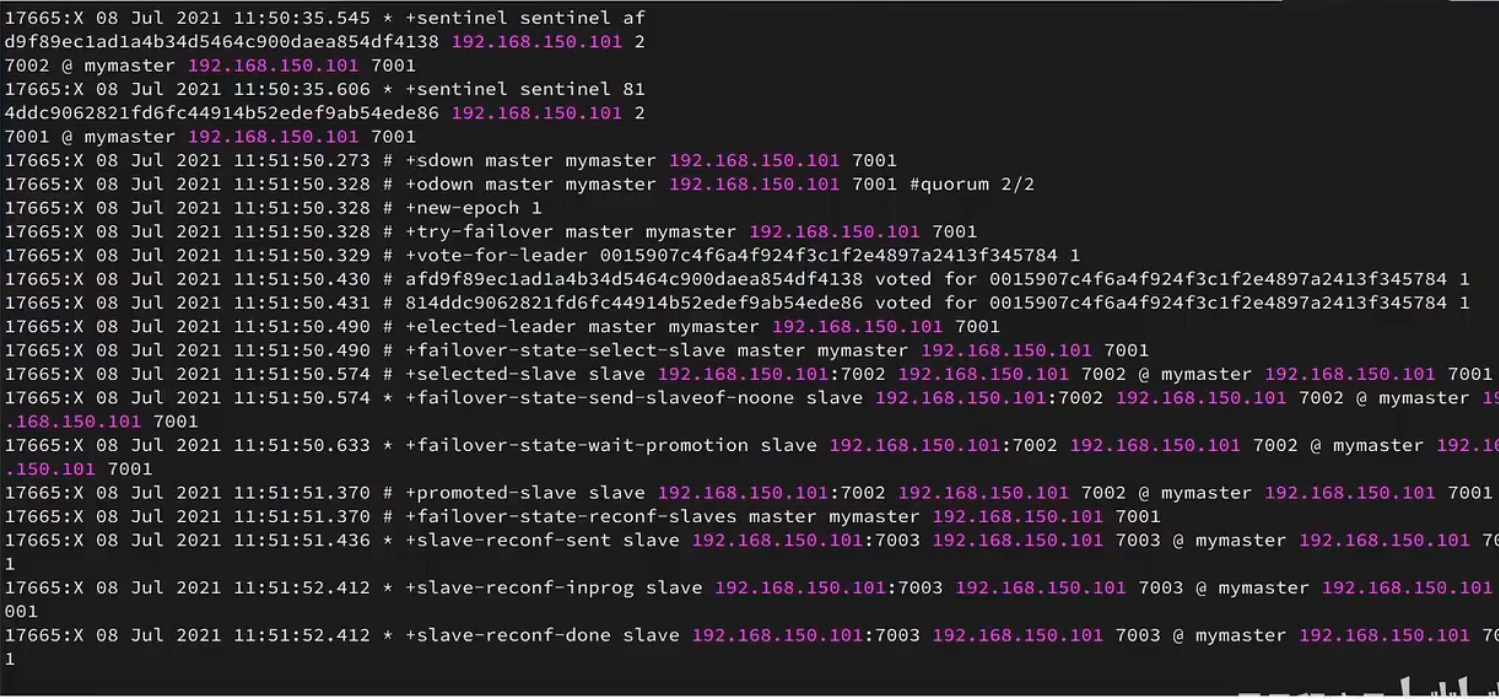 17665:X 08 Jul 2021 11:50:35.545 * +sentinel sentinel af
d9f89ec1ad1a4b34d5464c900daea854df4138 192.168.150.101 2
7002 @ mymaster 192.168.150.101 7001
17665:X 08 Jul 2021 11:50:35.606 * +sentinel sentinel 81
4ddc9062821fd6fc44914b52edef9ab54ede86 192.168.150.101 2
7001 @ mymaster 192.168.150.101 7001
17665:X 08 Jul 2021 11:51:50.273 # +sdown master mymaster 192.168.150.101 7001
17665:X 08 Jul 2021 11:51:50.328 # +odown master mymaster 192.168.150.101 7001 #quorum 2/2
17665:X 08 Jul 2021 11:51:50.328 # +new-epoch 1
17665:X 08 Jul 2021 11:51:50.328 # +try-failover master mymaster 192.168.150.101 7001
17665:X 08 Jul 2021 11:51:50.329 # +vote-for-leader 0015907c4f6a4f924f3c1f2e4897a2413f345784 1
17665:X 08 Jul 2021 11:51:50.430 # afd9f89ec1ad1a4b34d5464c900daea854df4138 voted for 0015907c4f6a4f924f3c1f2e4897a2413f345784 1
17665:X 08 Jul 2021 11:51:50.431 # 814ddc9062821fd6fc44914b52edef9ab54ede86 voted for 0015907c4f6a4f924f3c1f2e4897a2413f345784 1
17665:X 08 Jul 2021 11:51:50.490 # +elected-leader master mymaster 192.168.150.101 7001
17665:X 08 Jul 2021 11:51:50.490 # +failover-state-select-slave master mymaster 192.168.150.101 7001
17665:X 08 Jul 2021 11:51:50.574 # +selected-slave slave 192.168.150.101:7002 192.168.150.101 7002 @ mymaster 192.168.150.101 7001
17665:X 08 Jul 2021 11:51:50.574 * +failover-state-send-slaveof-noone slave 192.168.150.101:7002 192.168.150.101 7002 @ mymaster 19
.168.150.101 7001
17665:X 08 Jul 2021 11:51:50.633 * +failover-state-wait-promotion slave 192.168.150.101:7002 192.168.150.101 7002 @ mymaster 192.16
.150.101 7001
17665:X 08 Jul 2021 11:51:51.370 # +promoted-slave slave 192.168.150.101:7002 192.168.150.101 7002 @ mymaster 192.168.150.101 7001
17665:X 08 Jul 2021 11:51:51.370 # +failover-state-reconf-slaves master mymaster 192.168.150.101 7001
17665:X 08 Jul 2021 11:51:51.436 * +slave-reconf-sent slave 192.168.150.101:7003 192.168.150.101 7003 @ mymaster 192.168.150.101 70
1
17665:X 08 Jul 2021 11:51:52.412 * +slave-reconf-inprog slave 192.168.150.101:7003 192.168.150.101 7003 @ mymaster 192.168.150.101
001
17665:X 08 Jul 2021 11:51:52.412 * +slave-reconf-done slave 192.168.150.101:7003 192.168.150.101 7003 @ mymaster 192.168.150.101 70
1